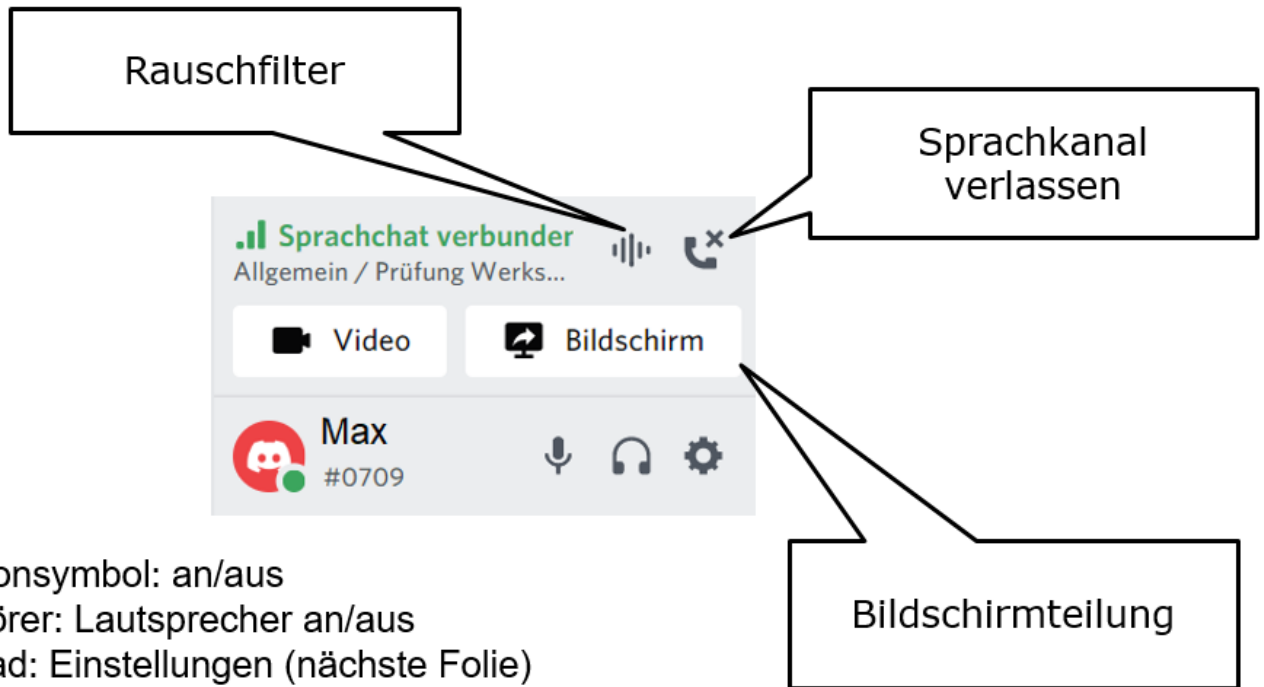 Rauschfilter
Sprachkanal
verlassen
Sprachchat verbunder
Allgemein / Prüfung Werks...
Video
Bildschirm
Max
#0709
onsymbol: an/aus
örer: Lautsprecher an/aus
ad: Einstellungen (nächste Folie)
Bildschirmteilung